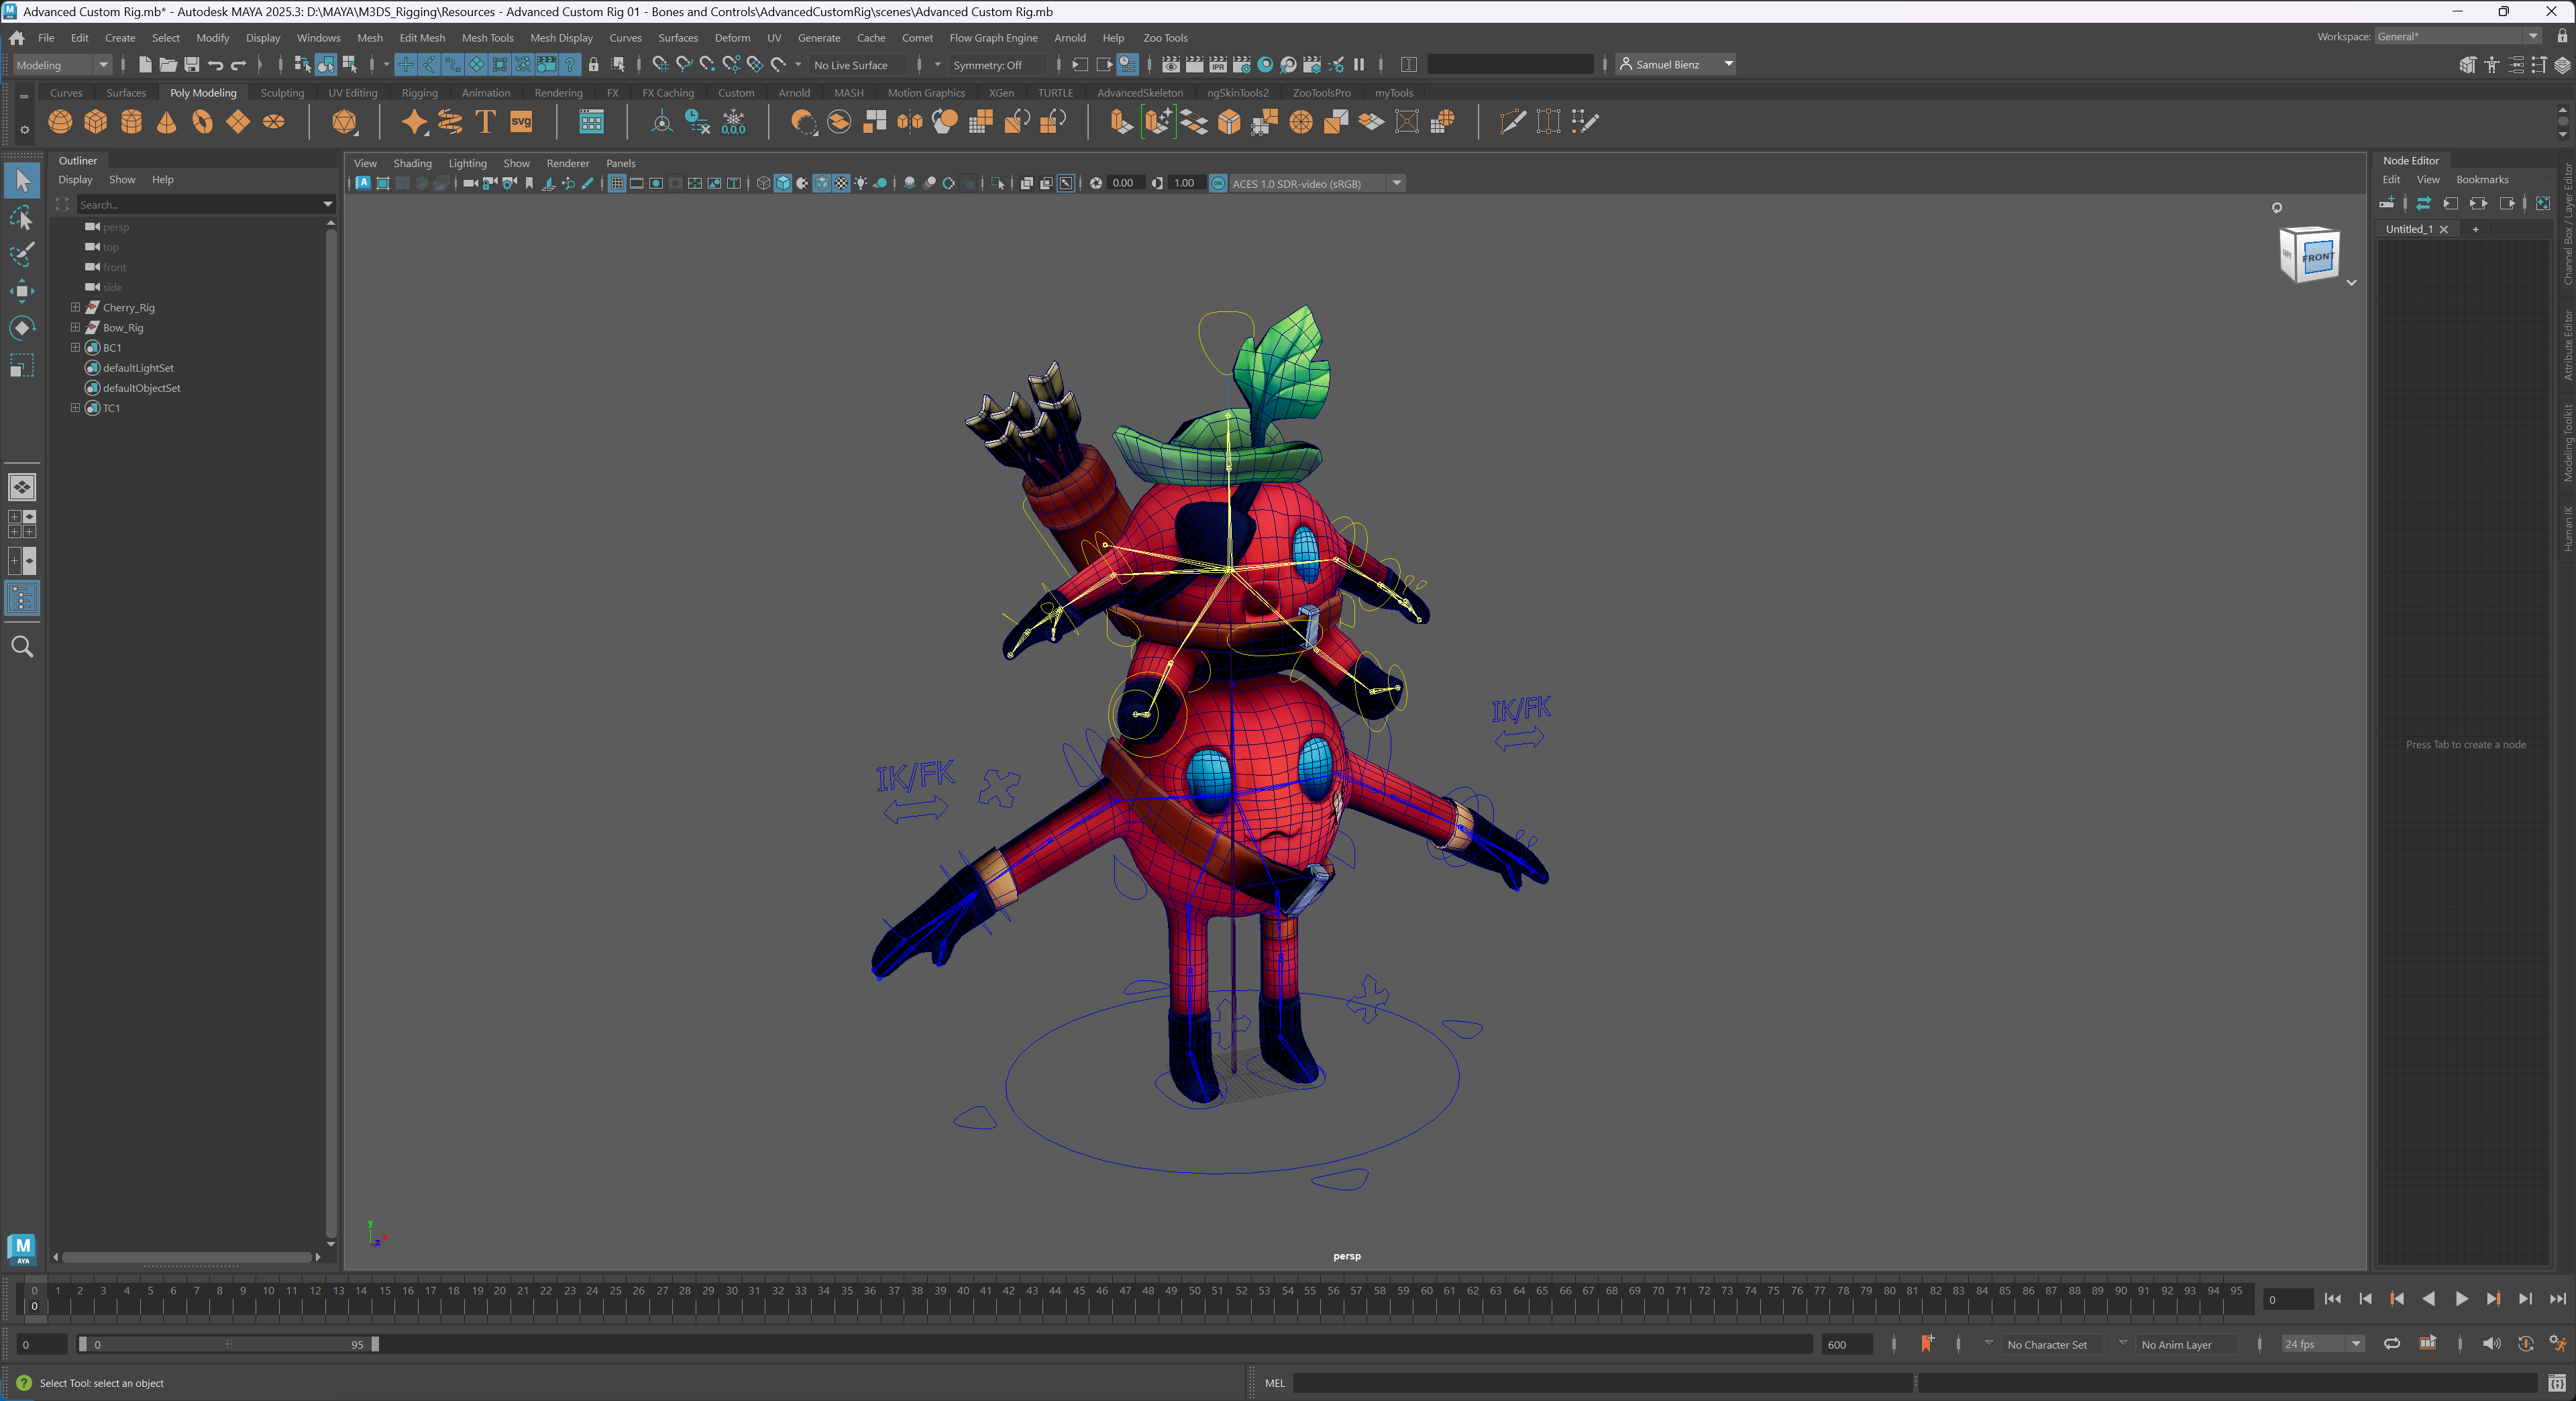 Advanced Custom Rig.mb* - Autodesk MAYA 2025.3: D:\MAYA\M3DS_Rigging\Resources - Advanced Custom Rig 01 - Bones and Controls\AdvancedCustomRig\scenes\Advanced Custom Rig.mb
File Edit Create Select Modify Display Windows Mesh Edit Mesh Mesh Tools Mesh Display Curves Surfaces Deform UV Generate Cache Comet Flow Graph Engine Arnold Help Zoo Tools Workspace: General*
Modeling No Live Surface Symmetry: Off IPR Samuel Bienz
Curves Surfaces Poly Modeling Sculpting UV Editing Rigging Animation Rendering FX FX Caching Custom Arnold MASH Motion Graphics XGen TURTLE AdvancedSkeleton ngSkinTools2 ZooToolsPro myTools
T SVG 0,0,0
Outliner
Display Show Help
Search...
persp
top
front
side
Cherry_Rig
Bow_Rig
BC1
defaultLightSet
defaultObjectSet
TC1
View Shading Lighting Show Renderer Panels
0.00 1.00 ON ACES 1.0 SDR-video (sRGB)
FRONT
IK/FK
IK/FK
y
z x
persp
Node Editor
Edit View Bookmarks
Untitled_1 +
Press Tab to create a node
Channel Box / Layer Editor
Attribute Editor
Modeling Toolkit
Human IK
M
AYA
0 1 2 3 4 5 6 7 8 9 10 11 12 13 14 15 16 17 18 19 20 21 22 23 24 25 26 27 28 29 30 31 32 33 34 35 36 37 38 39 40 41 42 43 44 45 46 47 48 49 50 51 52 53 54 55 56 57 58 59 60 61 62 63 64 65 66 67 68 69 70 71 72 73 74 75 76 77 78 79 80 81 82 83 84 85 86 87 88 89 90 91 92 93 94 95
0 0
0 0 95 600 No Character Set No Anim Layer 24 fps
Select Tool: select an object MEL